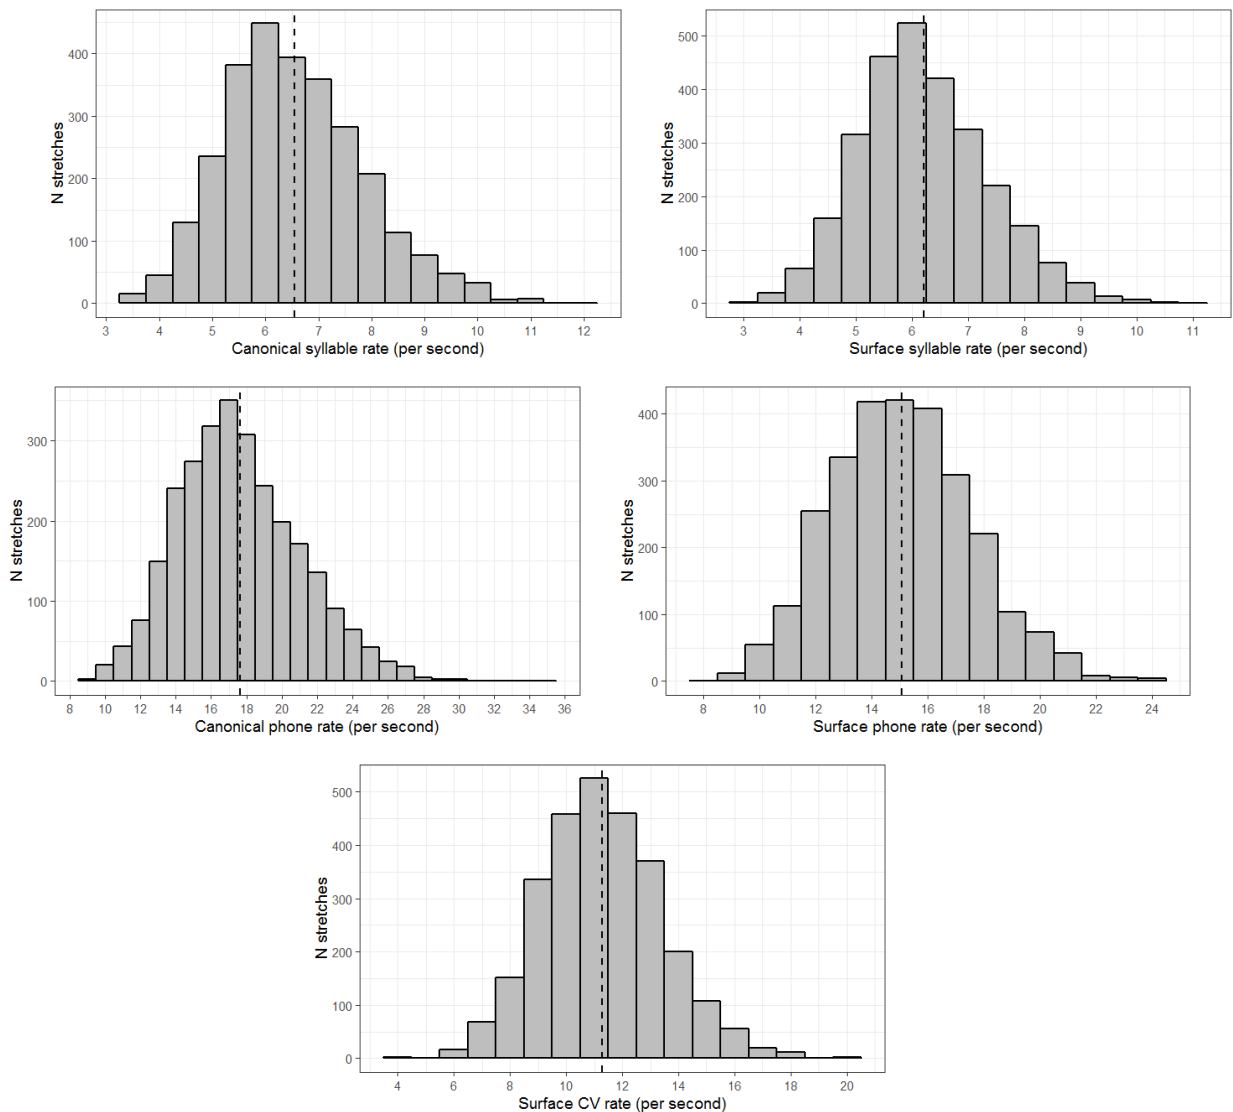 N stretches
400
300
200
100
0
3 4 5 6 7 8 9 10 11 12
Canonical syllable rate (per second)
N stretches
500
400
300
200
100
0
3 4 5 6 7 8 9 10 11
Surface syllable rate (per second)
N stretches
300
200
100
0
8 10 12 14 16 18 20 22 24 26 28 30 32 34 36
Canonical phone rate (per second)
N stretches
400
300
200
100
0
8 10 12 14 16 18 20 22 24
Surface phone rate (per second)
N stretches
500
400
300
200
100
0
4 6 8 10 12 14 16 18 20
Surface CV rate (per second)